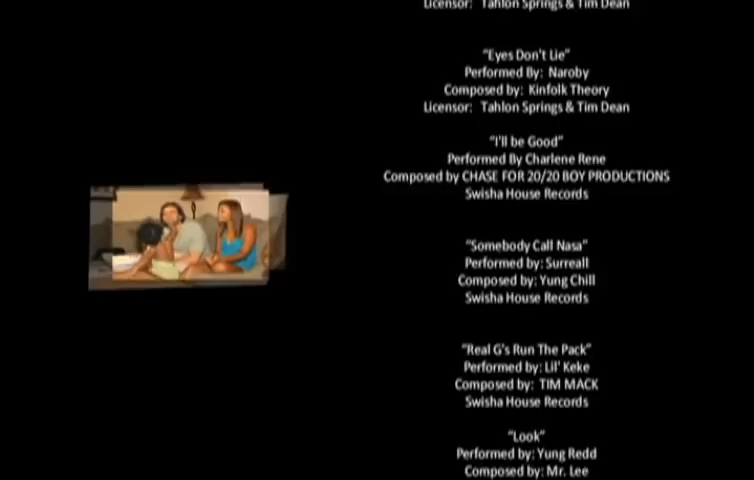 Licensor: Tahlon Springs & Tim Dean
“Eyes Don't Lie”
Performed By: Naroby
Composed by: Kinfolk Theory
Licensor: Tahlon Springs & Tim Dean
“I'll be Good”
Performed By Charlene Rene
Composed by CHASE FOR 20/20 BOY PRODUCTIONS
Swisha House Records
“Somebody Call Nasa”
Performed by: Surreall
Composed by: Yung Chill
Swisha House Records
“Real G's Run The Pack”
Performed by: Lil' Keke
Composed by: TIM MACK
Swisha House Records
“Look”
Performed by: Yung Redd
Composed by: Mr. Lee